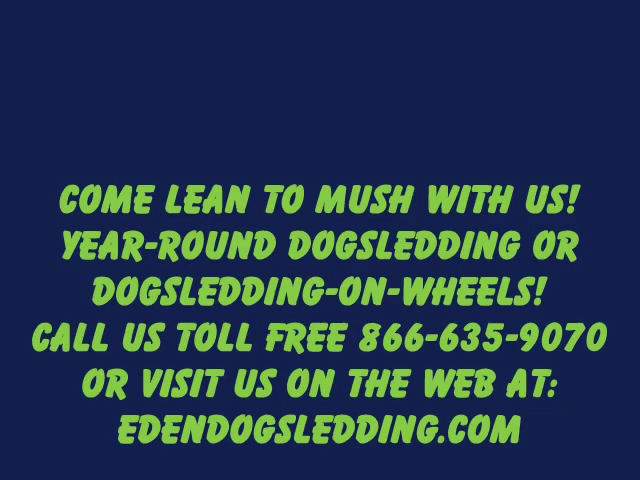 COME LEAN TO MUSH WITH US!
YEAR-ROUND DOGSLEDDING OR
DOGSLEDDING-ON-WHEELS!
CALL US TOLL FREE 866-635-9070
OR VISIT US ON THE WEB AT:
EDENDOGSLEDDING.COM